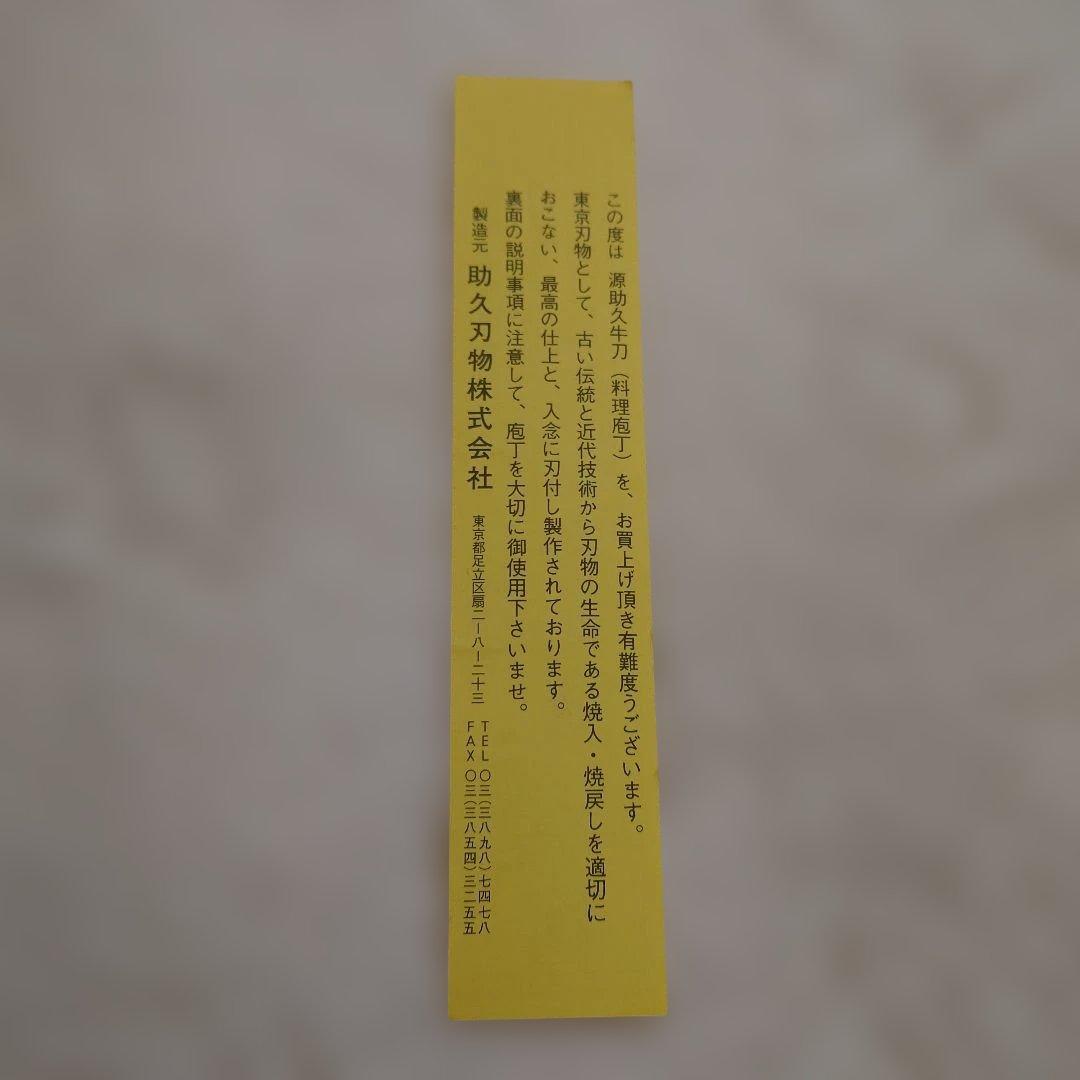 この度は 源助久牛刀(料理庖丁)を、お買上げ頂き有難度うございます。
東京刃物として、古い伝統と近代技術から刃物の生命である焼入・焼戻しを適切に
おこない、最高の仕上と、入念に刃付し製作されております。
裏面の説明事項に注意して、庖丁を大切に御使用下さいませ。
製造元 助久刃物株式会社 東京都足立区扇二ー八ー二十三
TEL〇三(三八九八)七四七八
FAX〇三(三八五四)三二五五